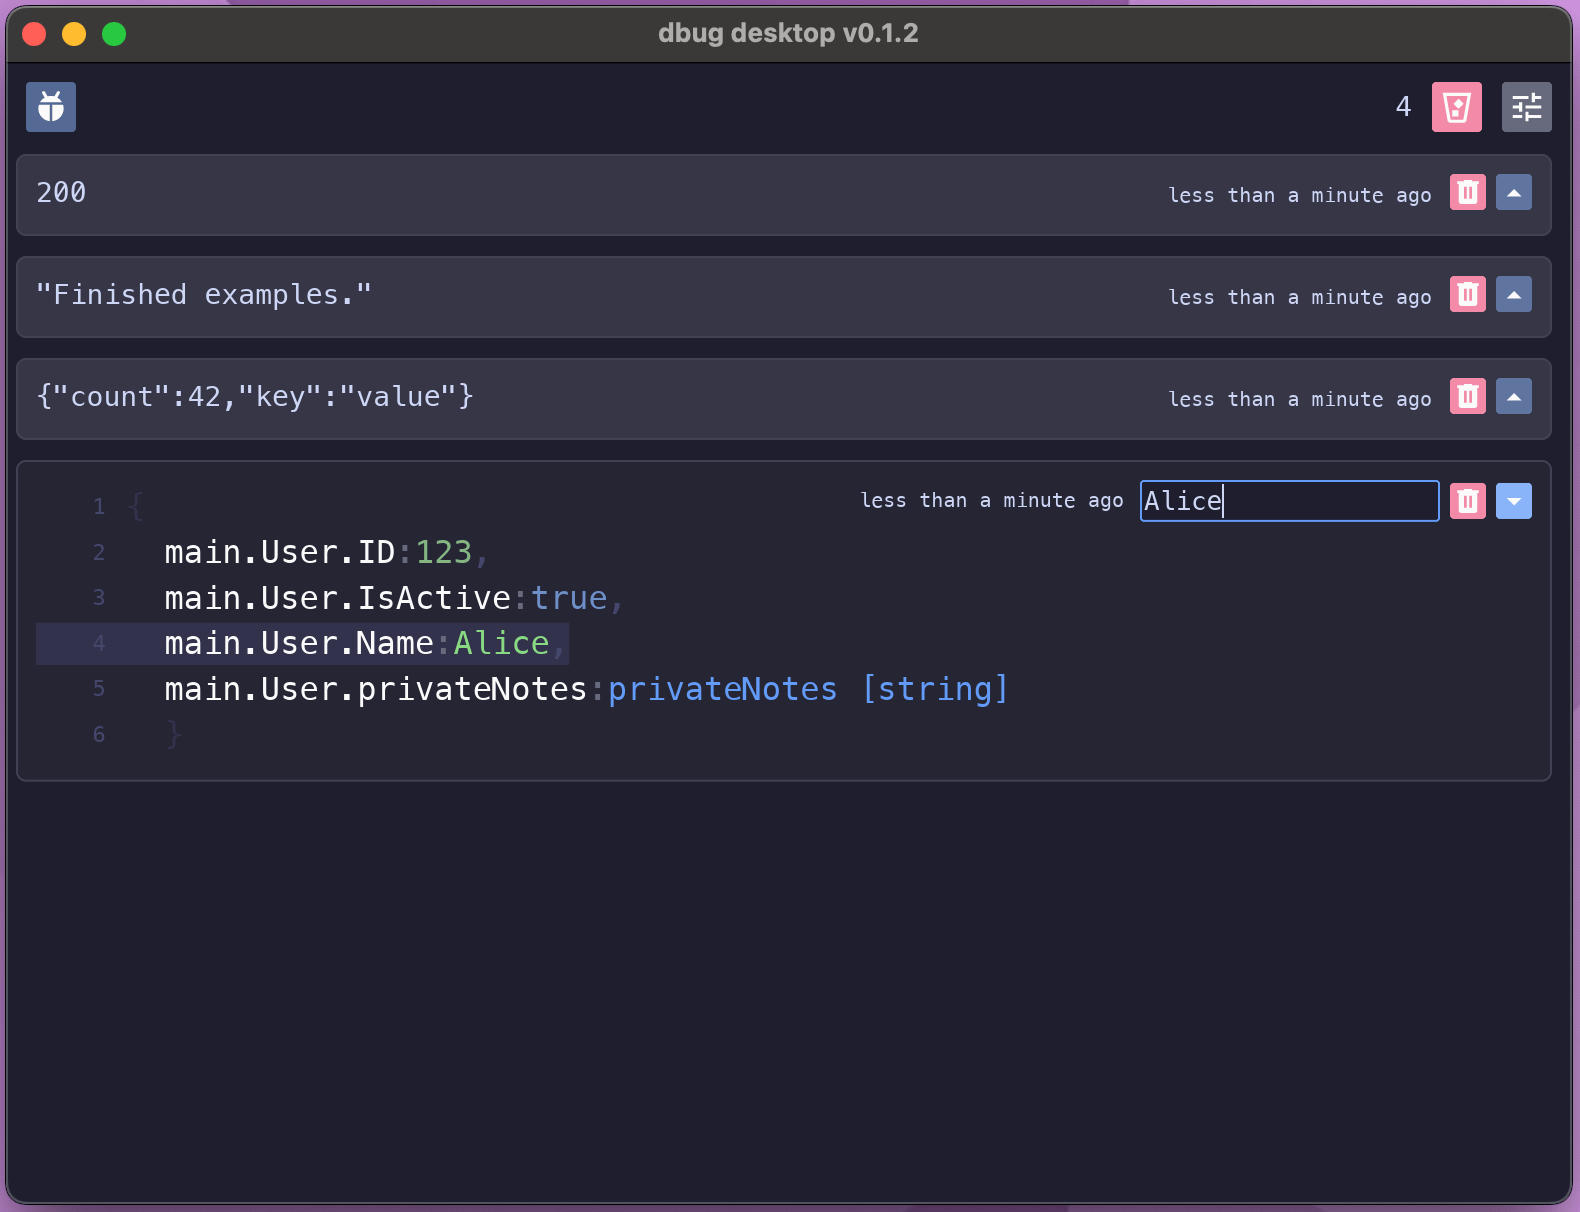 dbug desktop v0.1.2
4
200 less than a minute ago
"Finished examples." less than a minute ago
{"count":42,"key":"value"} less than a minute ago
1 { less than a minute ago Alice
2 main.User.ID:123,
3 main.User.IsActive:true,
4 main.User.Name:Alice,
5 main.User.privateNotes:privateNotes [string]
6 }